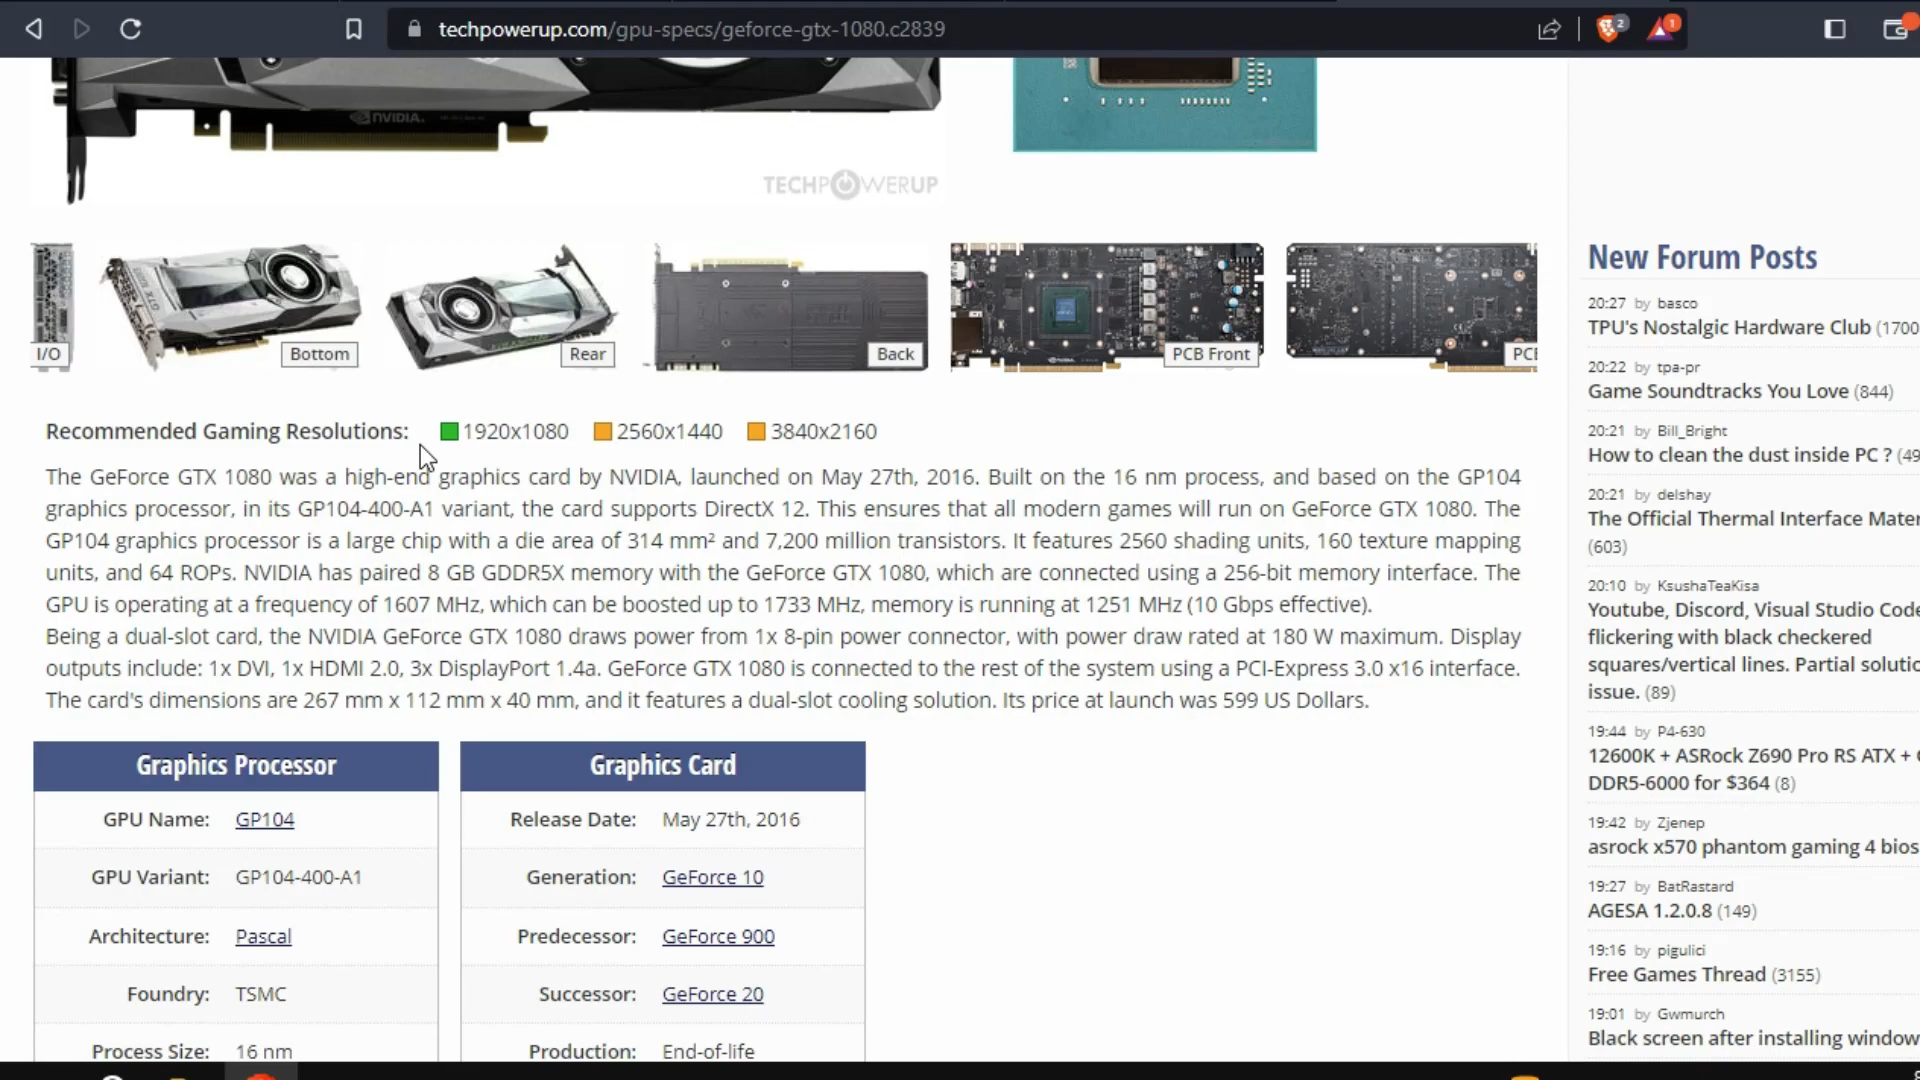 techpowerup.com/gpu-specs/geforce-gtx-1080.c2839
2
1
NVIDIA.
TECHPOWERUP
I/O
Bottom
Rear
Back
PCB Front
Recommended Gaming Resolutions: 1920x1080 2560x1440 3840x2160
The GeForce GTX 1080 was a high-end graphics card by NVIDIA, launched on May 27th, 2016. Built on the 16 nm process, and based on the GP104
graphics processor, in its GP104-400-A1 variant, the card supports DirectX 12. This ensures that all modern games will run on GeForce GTX 1080. The
GP104 graphics processor is a large chip with a die area of 314 mm² and 7,200 million transistors. It features 2560 shading units, 160 texture mapping
units, and 64 ROPs. NVIDIA has paired 8 GB GDDR5X memory with the GeForce GTX 1080, which are connected using a 256-bit memory interface. The
GPU is operating at a frequency of 1607 MHz, which can be boosted up to 1733 MHz, memory is running at 1251 MHz (10 Gbps effective).
Being a dual-slot card, the NVIDIA GeForce GTX 1080 draws power from 1x 8-pin power connector, with power draw rated at 180 W maximum. Display
outputs include: 1x DVI, 1x HDMI 2.0, 3x DisplayPort 1.4a. GeForce GTX 1080 is connected to the rest of the system using a PCI-Express 3.0 x16 interface.
The card's dimensions are 267 mm x 112 mm x 40 mm, and it features a dual-slot cooling solution. Its price at launch was 599 US Dollars.
Graphics Processor
GPU Name: GP104
GPU Variant: GP104-400-A1
Architecture: Pascal
Foundry: TSMC
Process Size: 16 nm
Graphics Card
Release Date: May 27th, 2016
Generation: GeForce 10
Predecessor: GeForce 900
Successor: GeForce 20
Production: End-of-life
New Forum Posts
20:27 by basco
TPU's Nostalgic Hardware Club (1700
20:22 by tpa-pr
Game Soundtracks You Love (844)
20:21 by Bill_Bright
How to clean the dust inside PC ? (49
20:21 by delshay
The Official Thermal Interface Mater
(603)
20:10 by KsushaTeaKisa
Youtube, Discord, Visual Studio Code
flickering with black checkered
squares/vertical lines. Partial solutio
issue. (89)
19:44 by P4-630
12600K + ASRock Z690 Pro RS ATX +
DDR5-6000 for $364 (8)
19:42 by Zjenep
asrock x570 phantom gaming 4 bios
19:27 by BatRastard
AGESA 1.2.0.8 (149)
19:16 by pigulici
Free Games Thread (3155)
19:01 by Gwmurch
Black screen after installing window